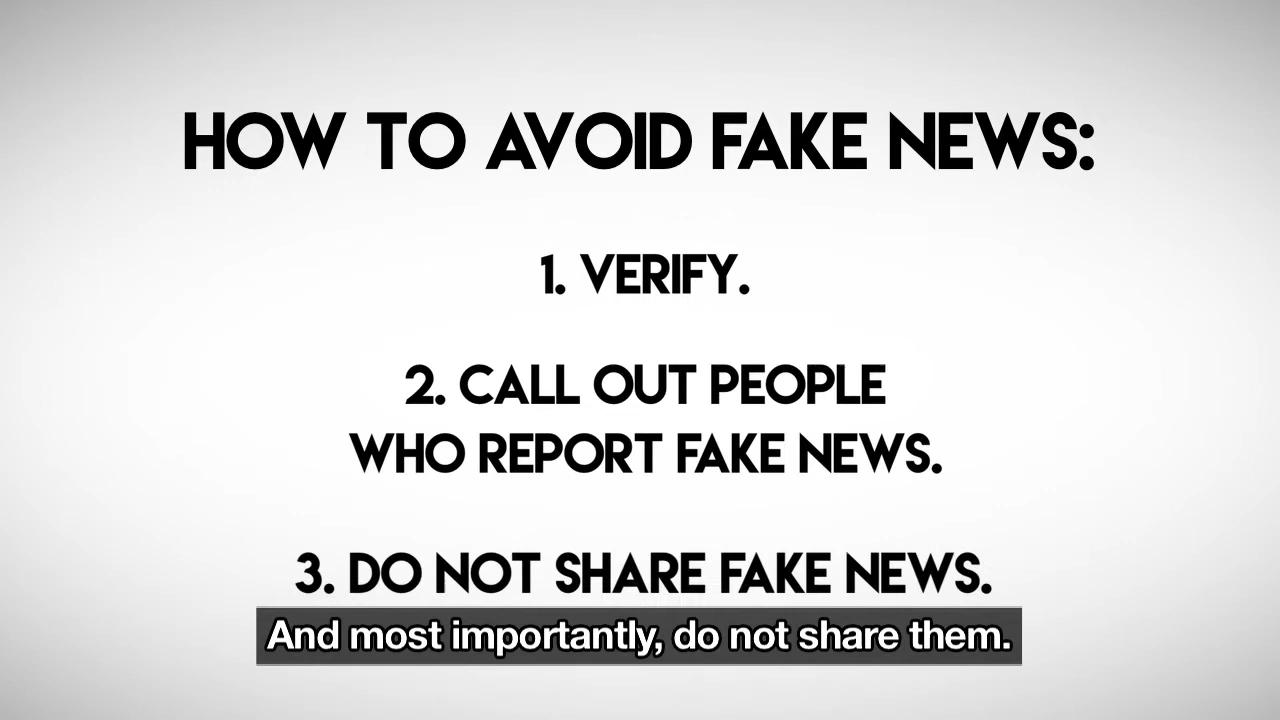 HOW TO AVOID FAKE NEWS:
1. VERIFY.
2. CALL OUT PEOPLE
WHO REPORT FAKE NEWS.
3. DO NOT SHARE FAKE NEWS.
And most importantly, do not share them.